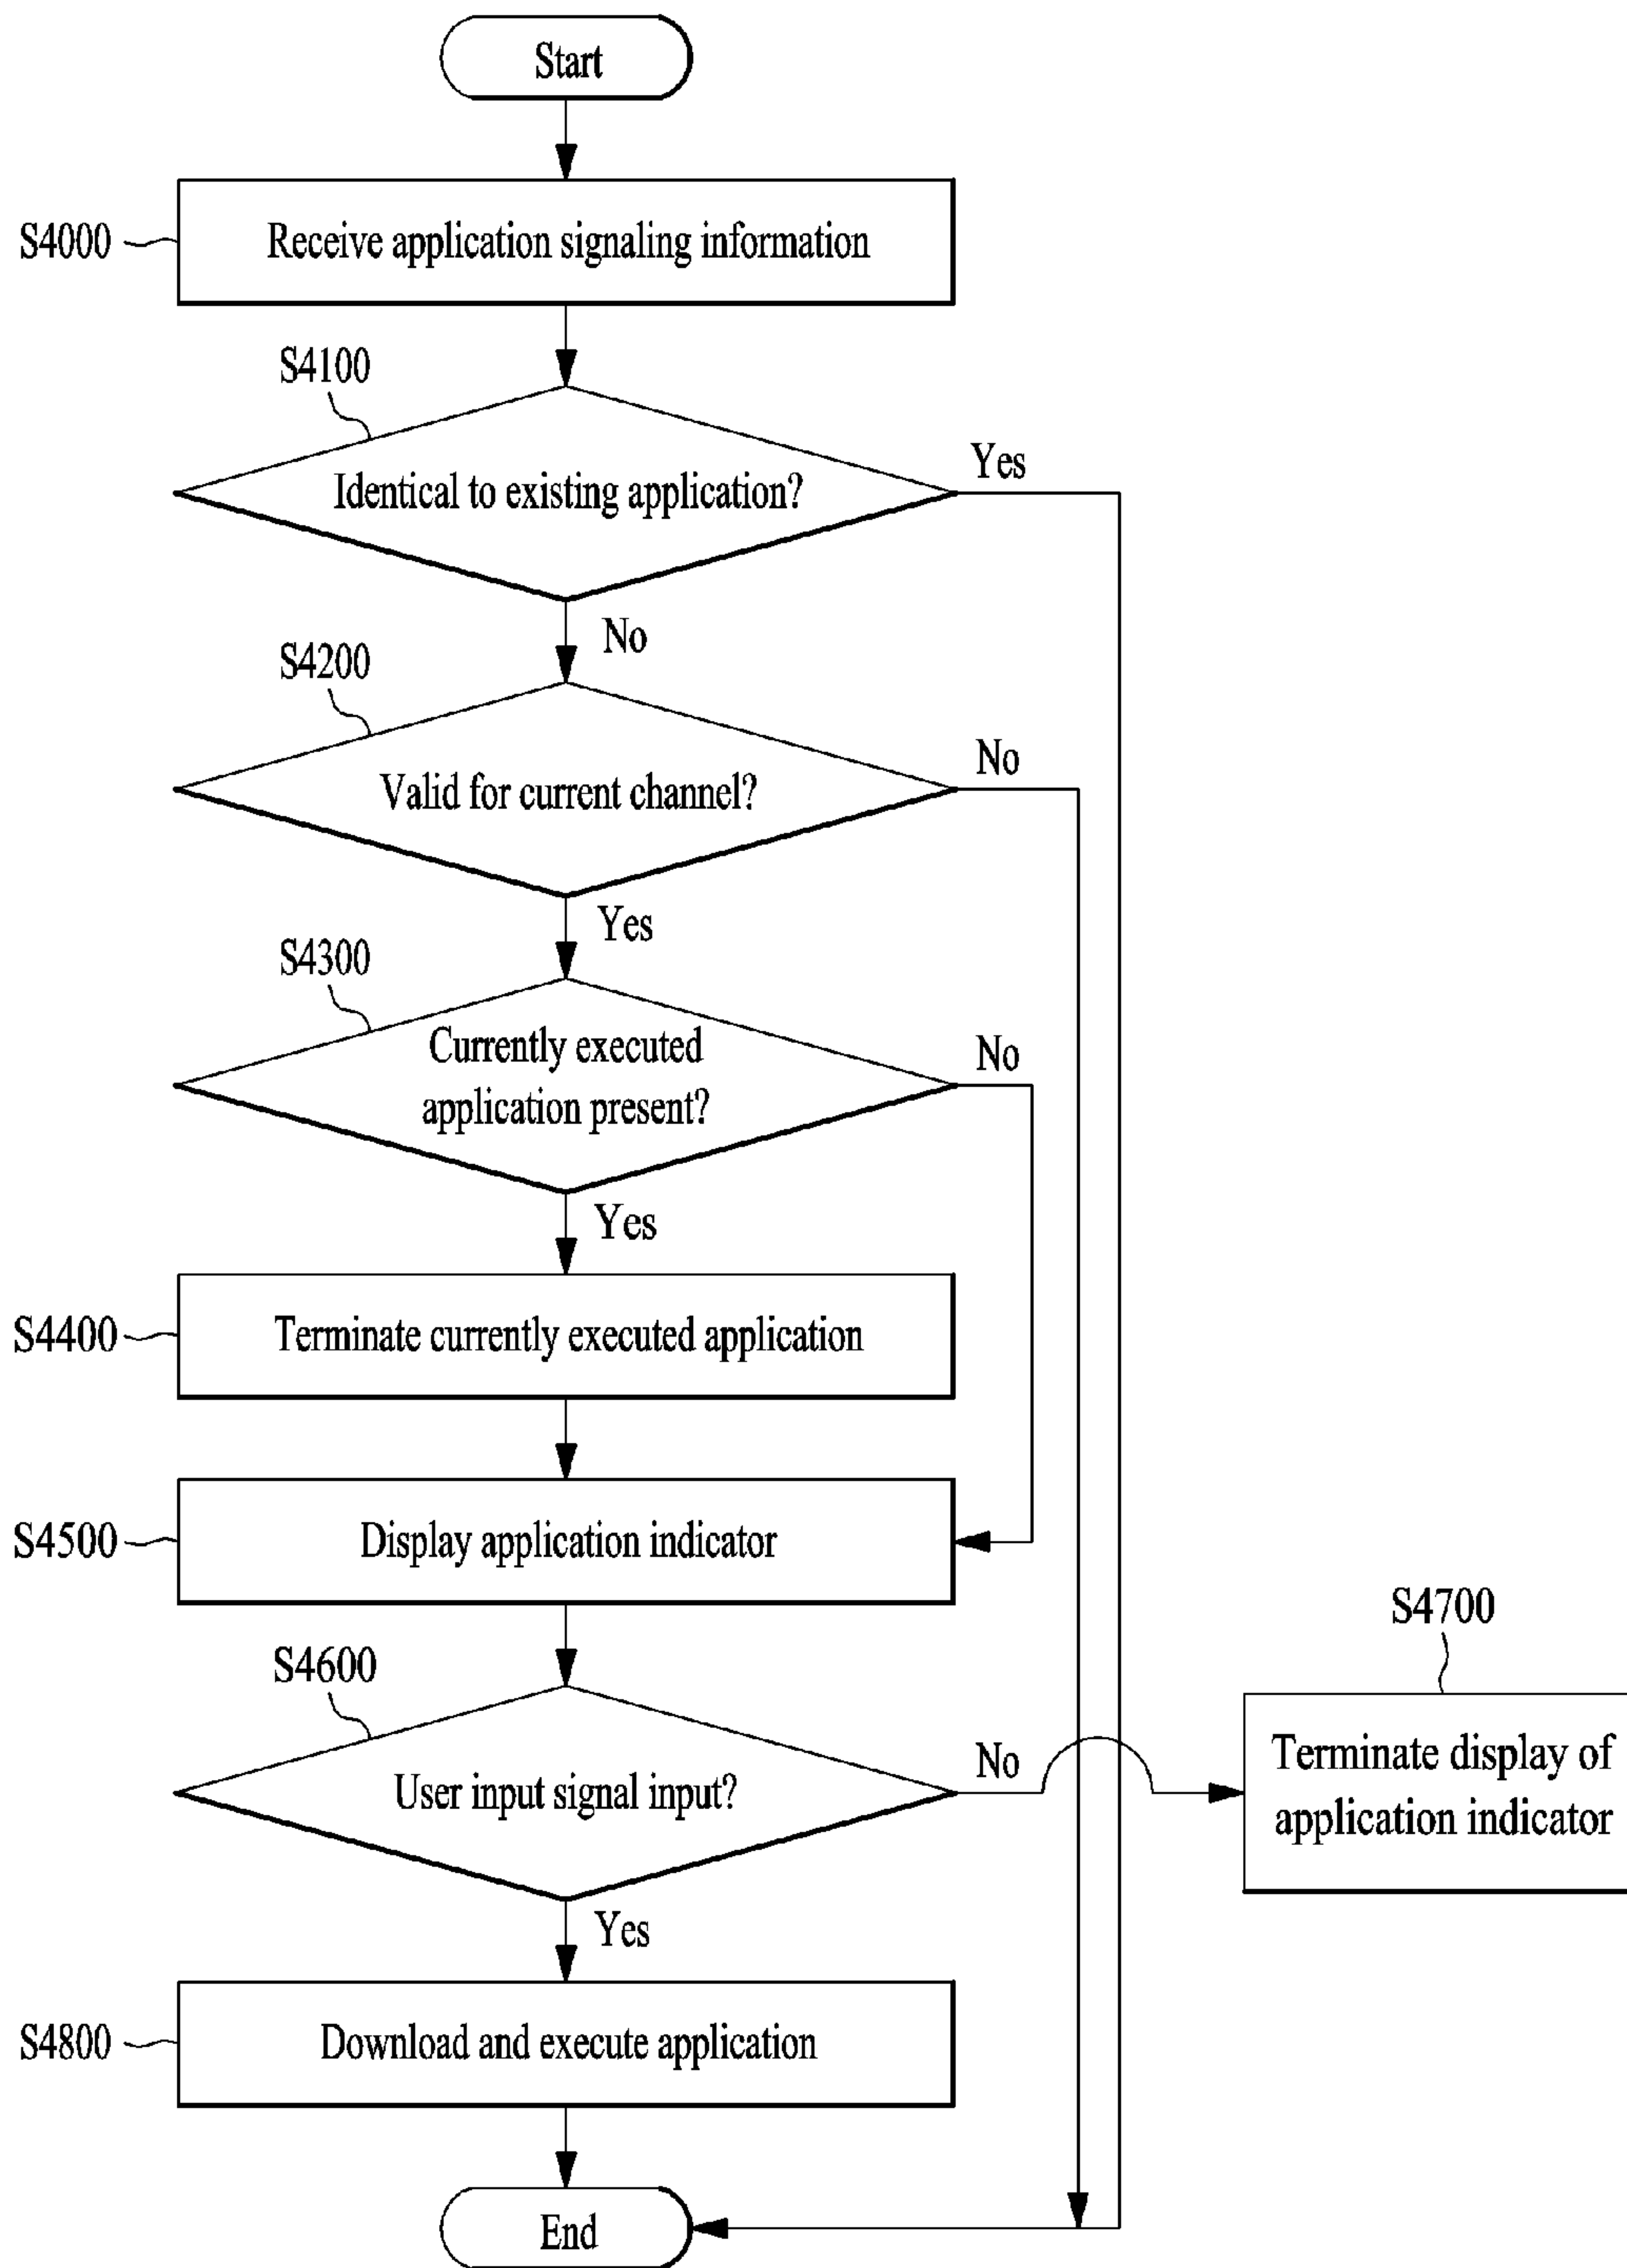 Start
S4000
Receive application signaling information
S4100
Identical to existing application?
Yes
No
S4200
Valid for current channel?
No
Yes
S4300
Currently executed
application present?
No
Yes
S4400
Terminate currently executed application
S4500
Display application indicator
S4600
User input signal input?
No
S4700
Terminate display of
application indicator
Yes
S4800
Download and execute application
End